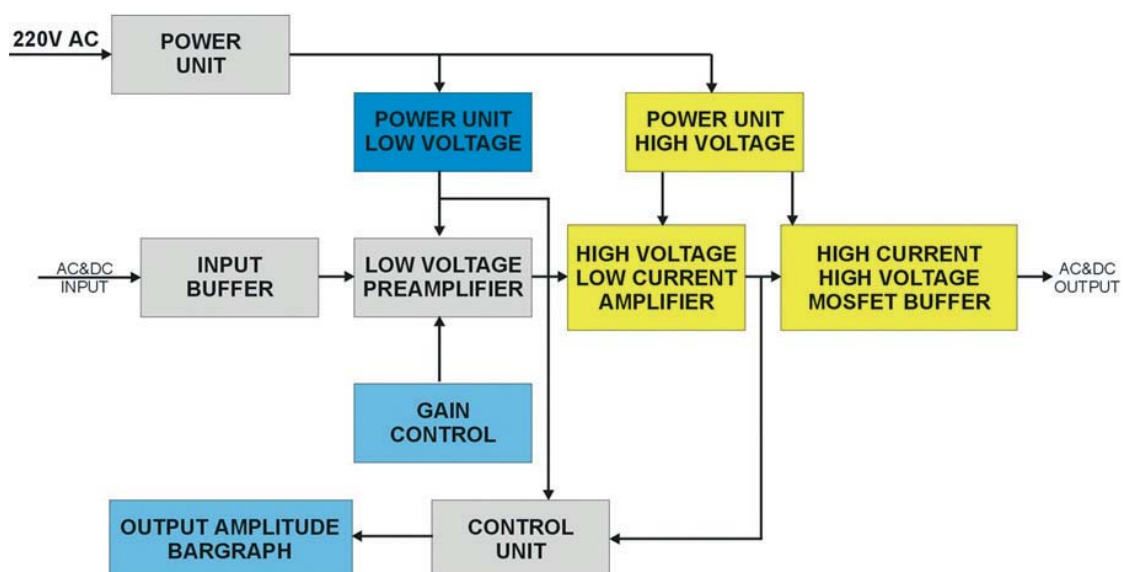 220V AC
POWER
UNIT
POWER UNIT
LOW VOLTAGE
POWER UNIT
HIGH VOLTAGE
AC&DC
INPUT
INPUT
BUFFER
LOW VOLTAGE
PREAMPLIFIER
HIGH VOLTAGE
LOW CURRENT
AMPLIFIER
HIGH CURRENT
HIGH VOLTAGE
MOSFET BUFFER
AC&DC
OUTPUT
GAIN
CONTROL
OUTPUT AMPLITUDE
BARGRAPH
CONTROL
UNIT